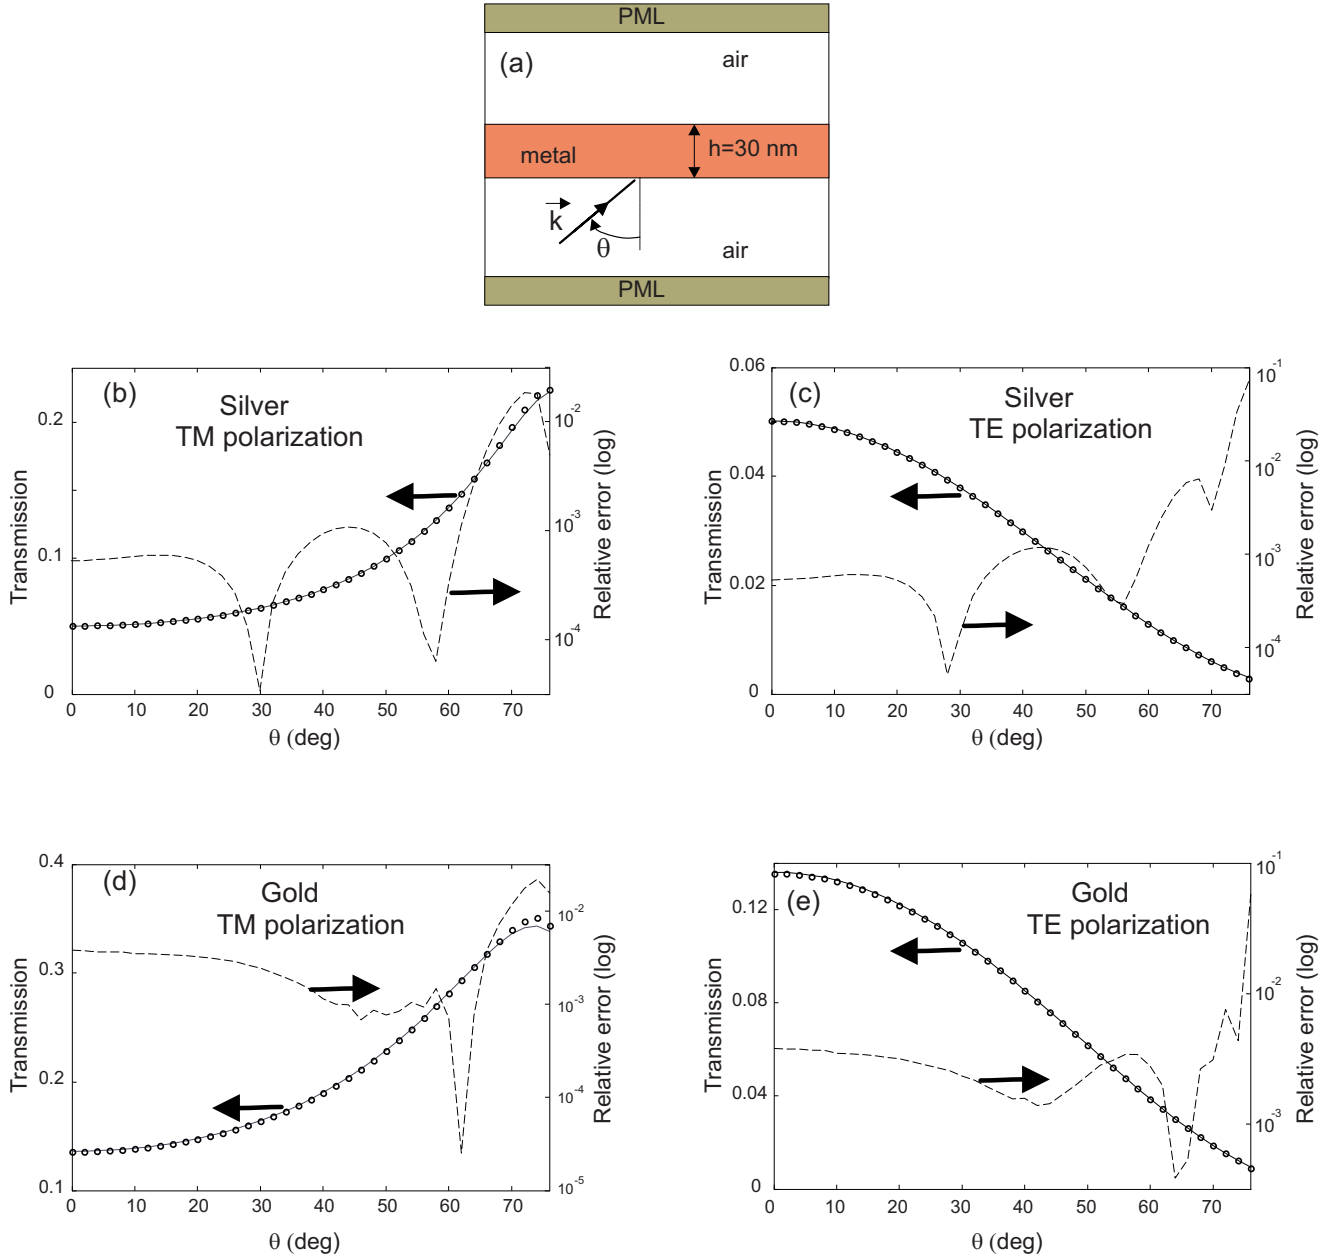 PML
(a)
air
metal
h=30 nm
k
θ
air
PML
(b)
Silver
TM polarization
Transmission
0.2
0.1
0
10^-2
10^-3
10^-4
Relative error (log)
0 10 20 30 40 50 60 70
θ (deg)
(c)
Silver
TE polarization
Transmission
0.06
0.04
0.02
0
10^-1
10^-2
10^-3
10^-4
Relative error (log)
0 10 20 30 40 50 60 70
θ (deg)
(d)
Gold
TM polarization
Transmission
0.4
0.3
0.2
0.1
10^-2
10^-3
10^-4
10^-5
Relative error (log)
0 10 20 30 40 50 60 70
θ (deg)
(e)
Gold
TE polarization
Transmission
0.12
0.08
0.04
0
10^-1
10^-2
10^-3
Relative error (log)
0 10 20 30 40 50 60 70
θ (deg)